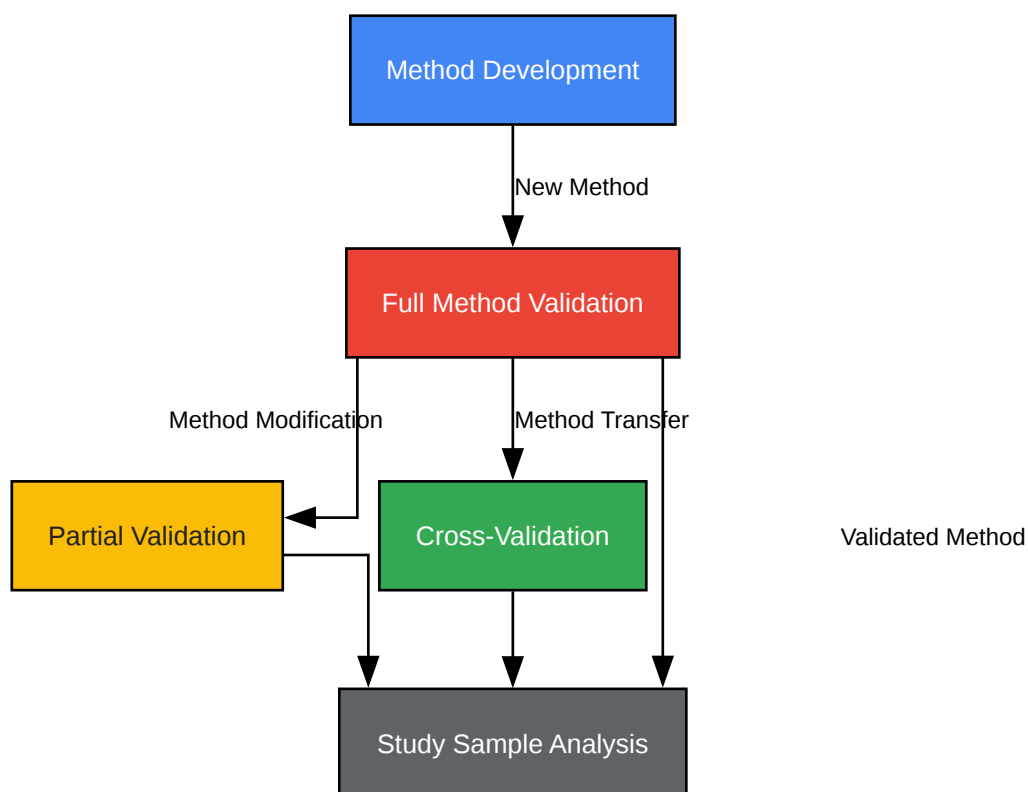 Method Development
New Method
Full Method Validation
Method Modification
Method Transfer
Partial Validation
Cross-Validation
Validated Method
Study Sample Analysis